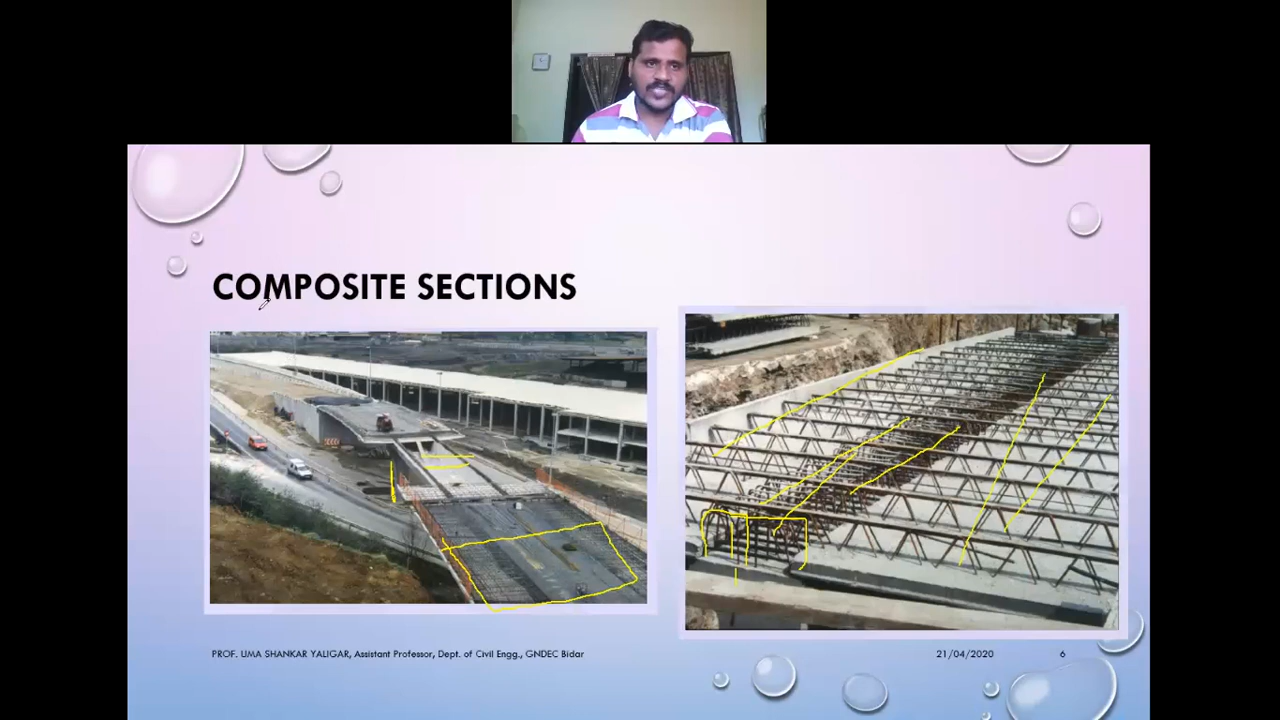 COMPOSITE SECTIONS
PROF. UMA SHANKAR YALIGAR, Assistant Professor, Dept. of Civil Engg., GNDEC Bidar
21/04/2020
6